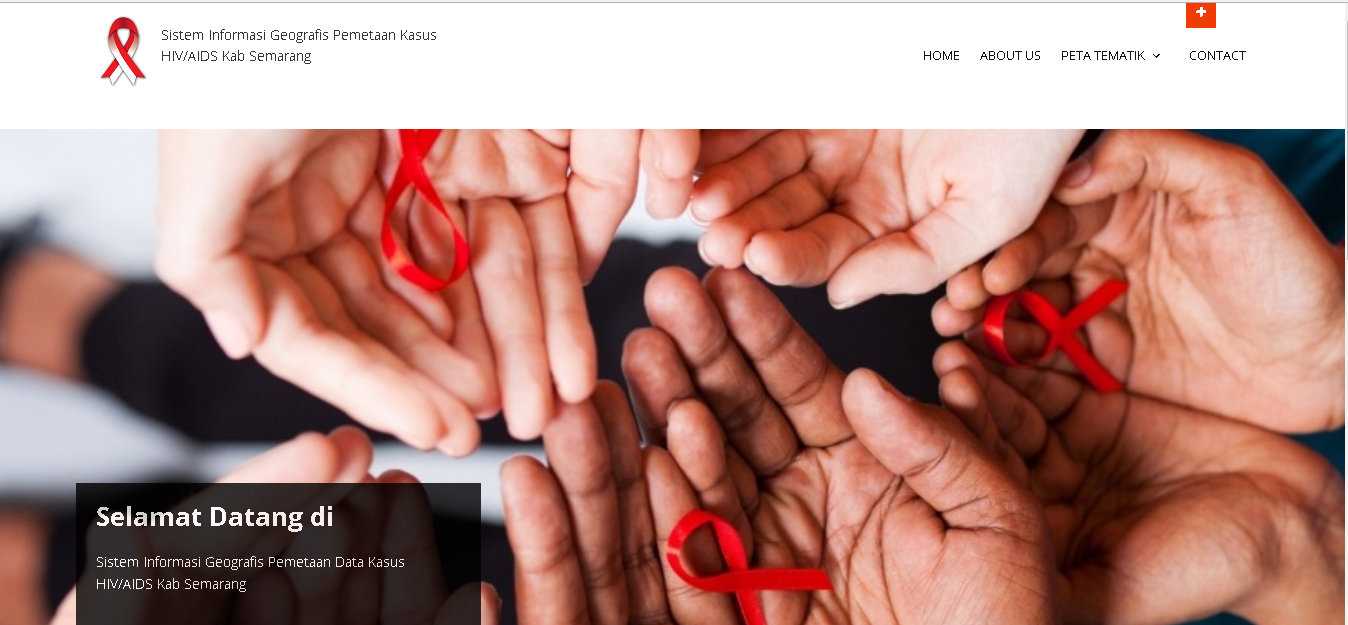 Sistem Informasi Geografis Pemetaan Kasus
HIV/AIDS Kab Semarang
HOME ABOUT US PETA TEMATIK CONTACT
Selamat Datang di
Sistem Informasi Geografis Pemetaan Data Kasus
HIV/AIDS Kab Semarang